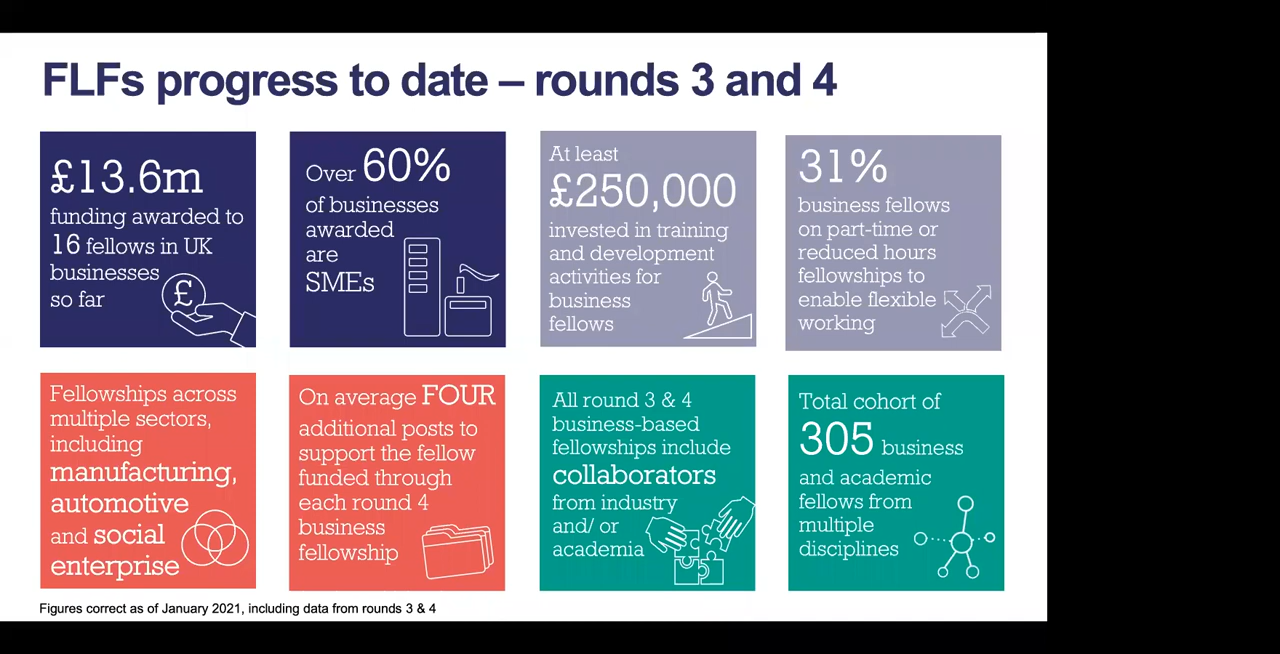 FLFs progress to date – rounds 3 and 4
£13.6m
funding awarded to
16 fellows in UK
businesses
so far
£
Over 60%
of businesses
awarded
are
SMEs
At least
£250,000
invested in training
and development
activities for
business
fellows
31%
business fellows
on part-time or
reduced hours
fellowships to
enable flexible
working
Fellowships across
multiple sectors,
including
manufacturing,
automotive
and social
enterprise
On average FOUR
additional posts to
support the fellow
funded through
each round 4
business
fellowship
All round 3 & 4
business-based
fellowships include
collaborators
from industry
and/ or
academia
Total cohort of
305 business
and academic
fellows from
multiple
disciplines
Figures correct as of January 2021, including data from rounds 3 & 4